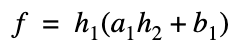 f = h₁(a₁h₂ + b₁)